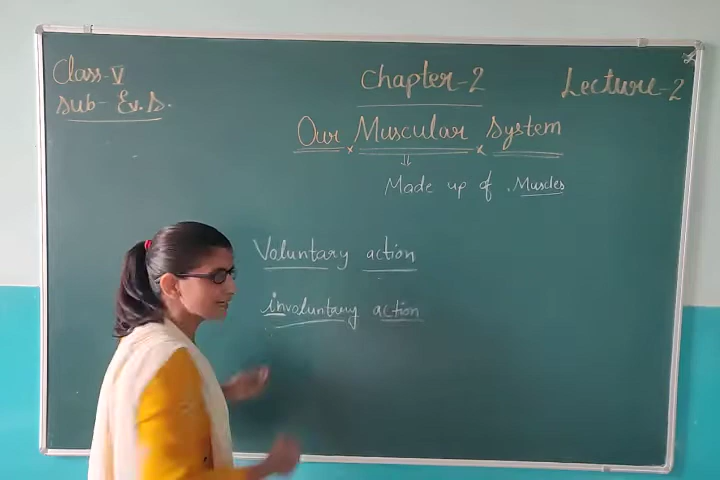 Class-V
Sub- Ev.S.
Chapter-2
Lecture-2
Our Muscular System
Made up of Muscles
Voluntary action
involuntary action